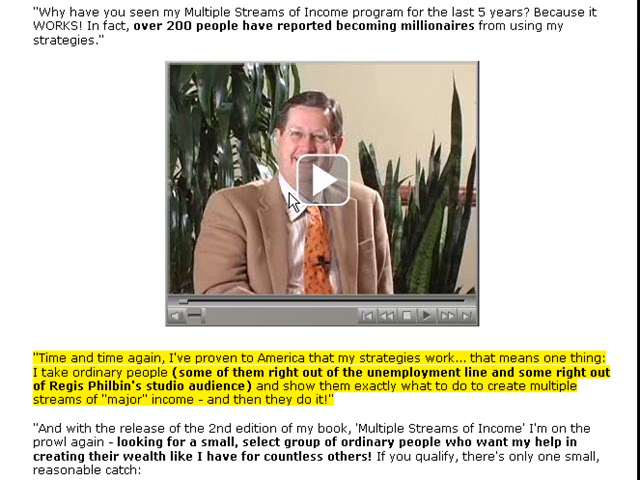 "Why have you seen my Multiple Streams of Income program for the last 5 years? Because it
WORKS! In fact, over 200 people have reported becoming millionaires from using my
strategies."
"Time and time again, I've proven to America that my strategies work... that means one thing:
I take ordinary people (some of them right out of the unemployment line and some right out
of Regis Philbin's studio audience) and show them exactly what to do to create multiple
streams of "major" income - and then they do it!"
"And with the release of the 2nd edition of my book, 'Multiple Streams of Income' I'm on the
prowl again - looking for a small, select group of ordinary people who want my help in
creating their wealth like I have for countless others! If you qualify, there's only one small,
reasonable catch: